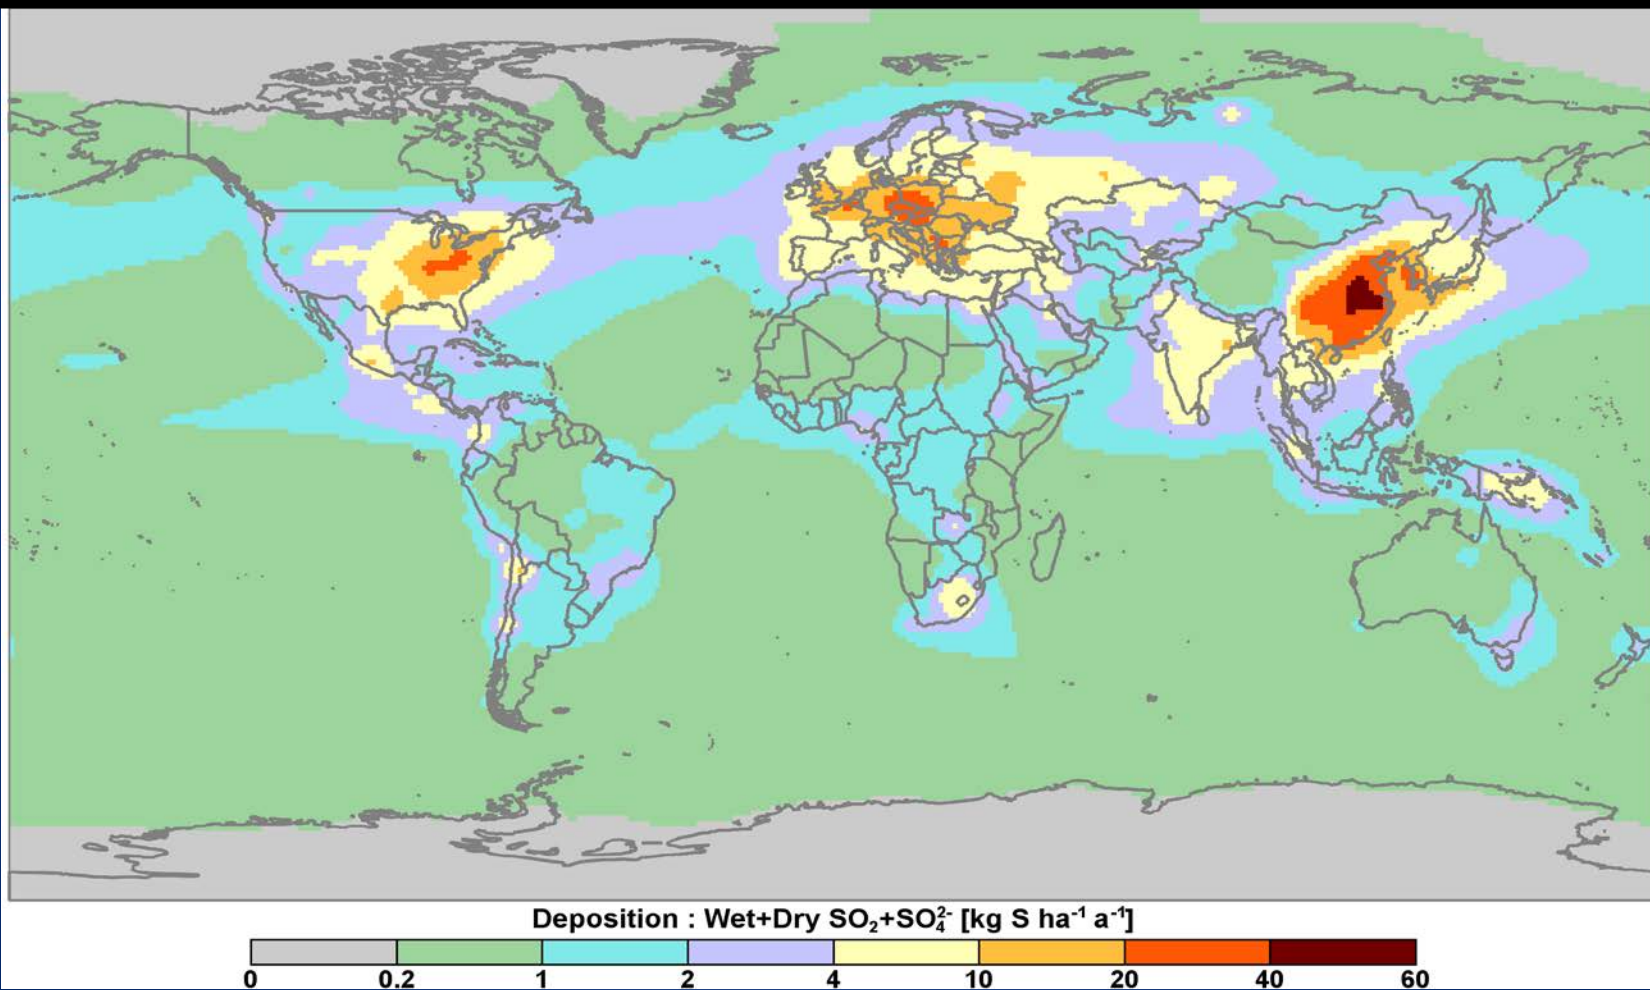 Deposition : Wet+Dry SO₂+SO₄²⁻ [kg S ha⁻¹ a⁻¹]
0 0.2 1 2 4 10 20 40 60